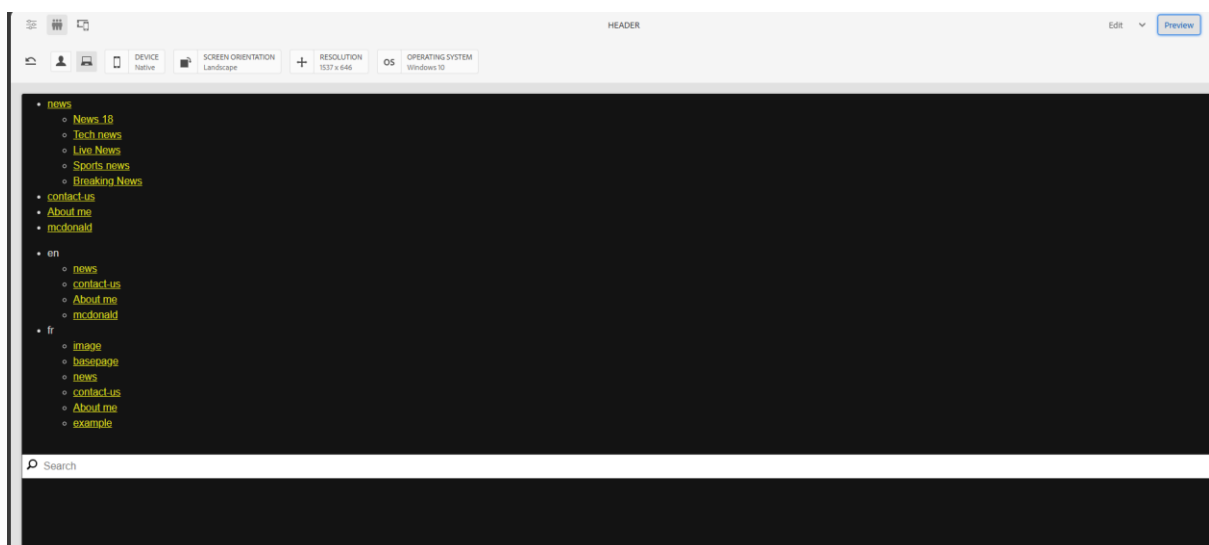 HEADER
Edit
Preview
DEVICE
Native
SCREEN ORIENTATION
Landscape
RESOLUTION
1537 x 646
OS
OPERATING SYSTEM
Windows 10
news
News 18
Tech news
Live News
Sports news
Breaking News
contact-us
About me
mcdonald
en
news
contact-us
About me
mcdonald
fr
image
basepage
news
contact-us
About me
example
Search